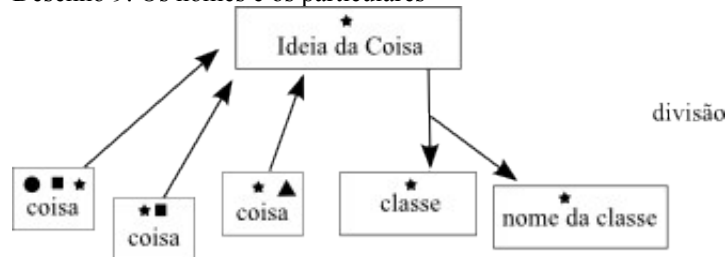 Desenho 9: Os nomes e os particulares
Ideia da Coisa
divisão
coisa
coisa
coisa
classe
nome da classe